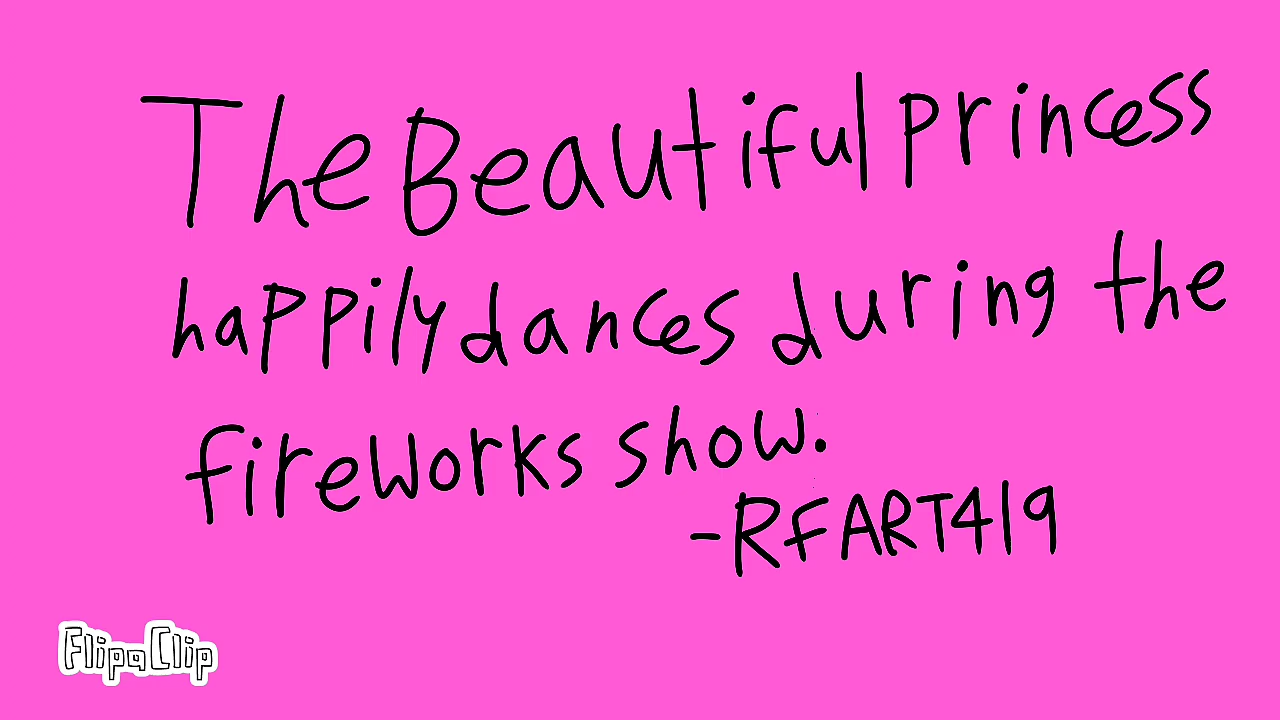 The Beautiful princess
happily dances during the
fireworks show.
-RFART419
FlipaClip